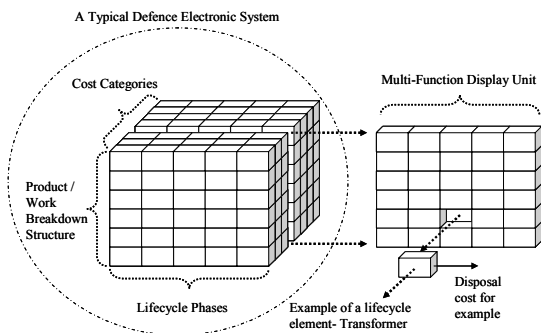 A Typical Defence Electronic System
Cost Categories
Multi-Function Display Unit
Product /
Work
Breakdown
Structure
Lifecycle Phases
Example of a lifecycle
element- Transformer
Disposal
cost for
example